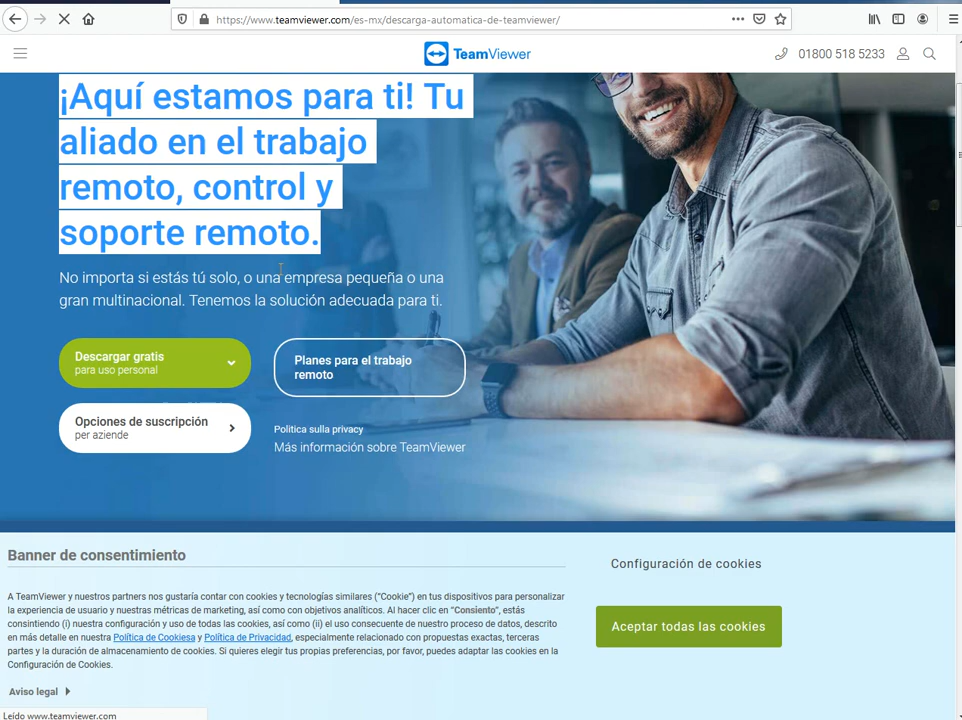 https://www.teamviewer.com/es-mx/descarga-automatica-de-teamviewer/
TeamViewer
01800 518 5233
¡Aquí estamos para ti! Tu
aliado en el trabajo
remoto, control y
soporte remoto.
No importa si estás tú solo, o una empresa pequeña o una
gran multinacional. Tenemos la solución adecuada para ti.
Descargar gratis
para uso personal
Planes para el trabajo
remoto
Opciones de suscripción
per aziende
Politica sulla privacy
Más información sobre TeamViewer
Banner de consentimiento
A TeamViewer y nuestros partners nos gustaría contar con cookies y tecnologías similares ("Cookie") en tus dispositivos para personalizar
la experiencia de usuario y nuestras métricas de marketing, así como con objetivos analíticos. Al hacer clic en "Consiento", estás
consintiendo (i) nuestra configuración y uso de todas las cookies, así como (ii) el uso consecuente de nuestro proceso de datos, descrito
en más detalle en nuestra Política de Cookiesa y Política de Privacidad, especialmente relacionado con propuestas exactas, terceras
partes y la duración de almacenamiento de cookies. Si quieres elegir tus propias preferencias, por favor, puedes adaptar las cookies en la
Configuración de Cookies.
Aviso legal
Configuración de cookies
Aceptar todas las cookies
Leído www.teamviewer.com